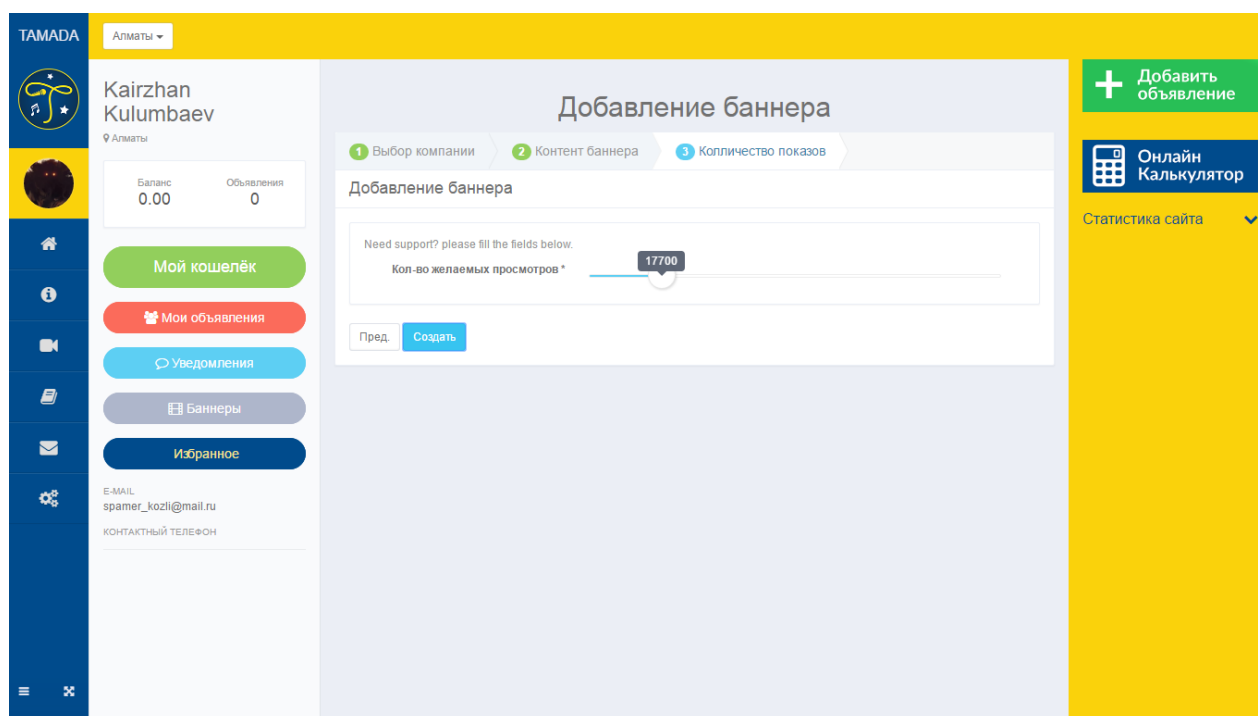 TAMADA
Алматы
Kairzhan
Kulumbaev
Алматы
Баланс
0.00
Объявления
0
Мой кошелёк
Мои объявления
Уведомления
Баннеры
Избранное
E-MAIL
spamer_kozli@mail.ru
КОНТАКТНЫЙ ТЕЛЕФОН
Добавление баннера
1 Выбор компании
2 Контент баннера
3 Колличество показов
Добавление баннера
Need support? please fill the fields below.
Кол-во желаемых просмотров *
17700
Пред.
Создать
Добавить
объявление
Онлайн
Калькулятор
Статистика сайта